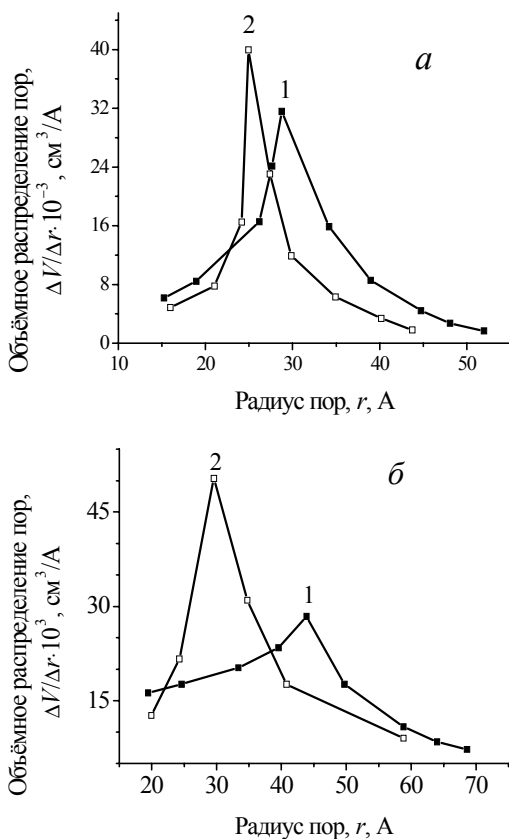 Объёмное распределение пор,
ΔV/Δr·10⁻³, см³/А
40
32
24
16
8
0
2
1
а
10 20 30 40 50
Радиус пор, r, А
Объёмное распределение пор,
ΔV/Δr·10³, см³/А
45
30
15
2
1
б
20 30 40 50 60 70
Радиус пор, r, А